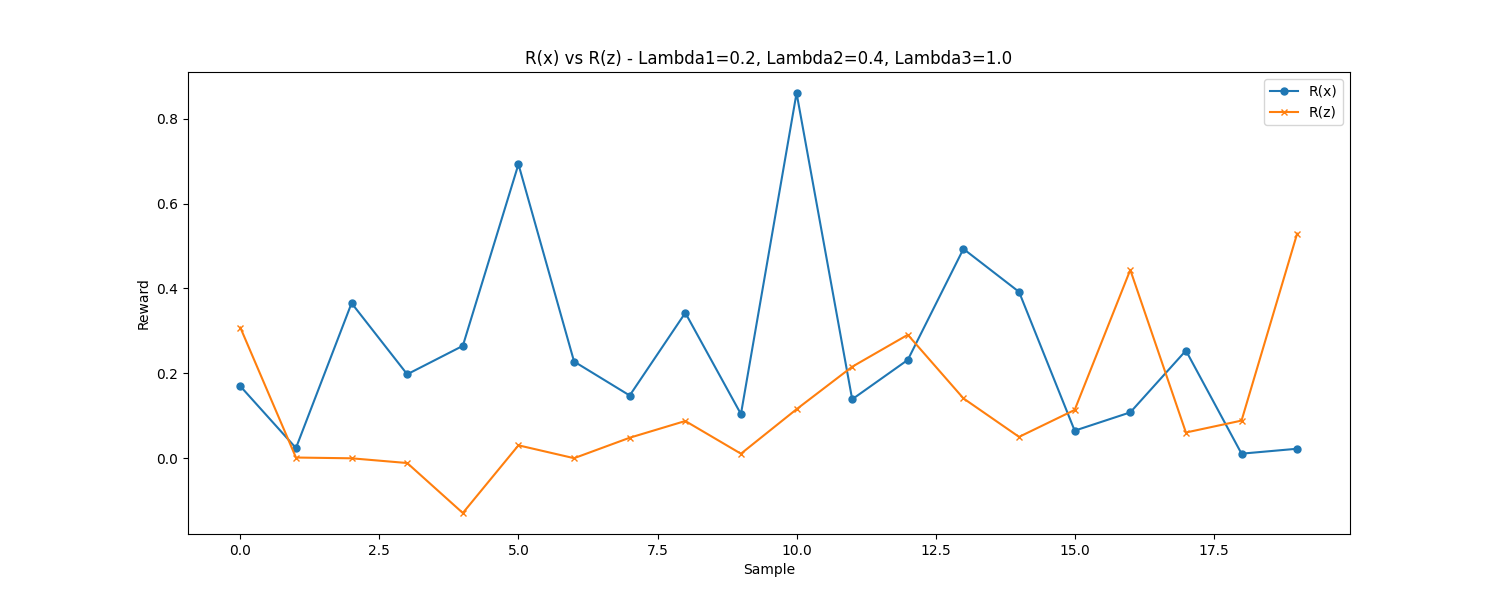 R(x) vs R(z) - Lambda1=0.2, Lambda2=0.4, Lambda3=1.0
R(x)
R(z)
0.8
0.6
0.4
0.2
0.0
Reward
0.0 2.5 5.0 7.5 10.0 12.5 15.0 17.5
Sample